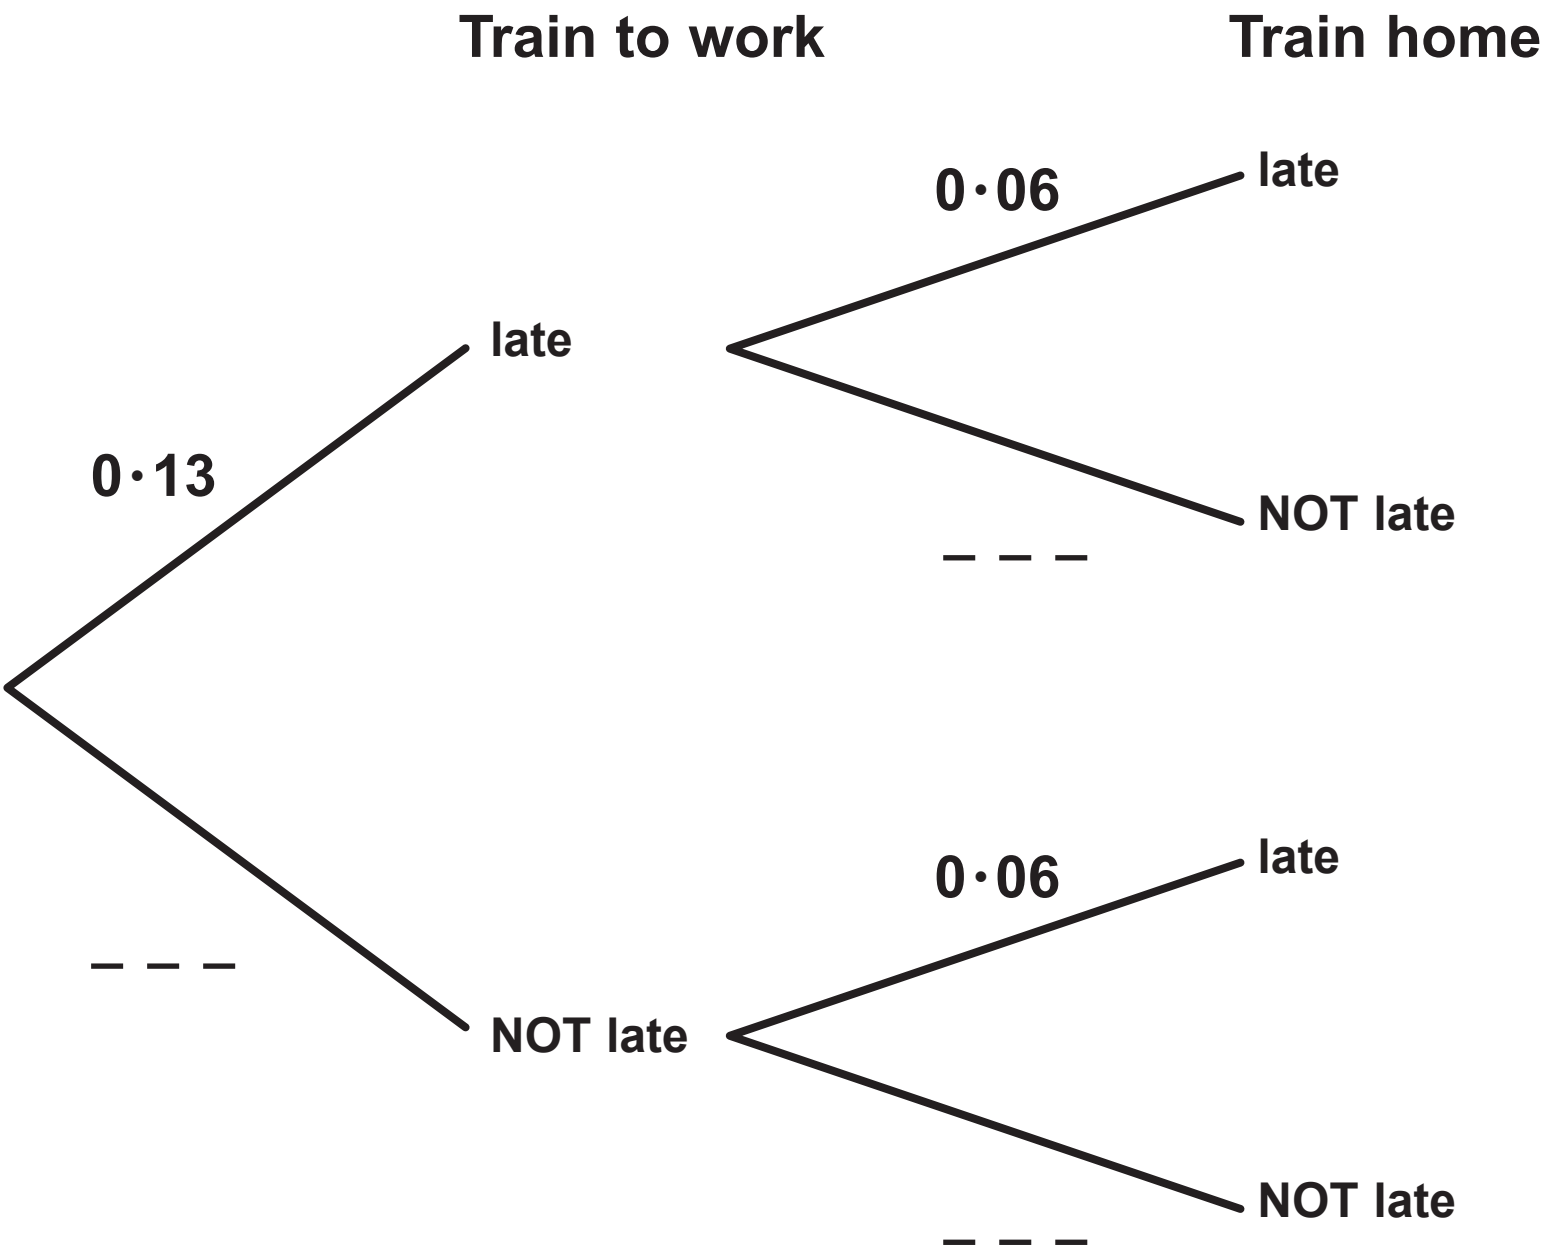 Train to work
Train home
0·06
late
late
0·13
NOT late
_ _ _
0·06
late
_ _ _
NOT late
NOT late
_ _ _